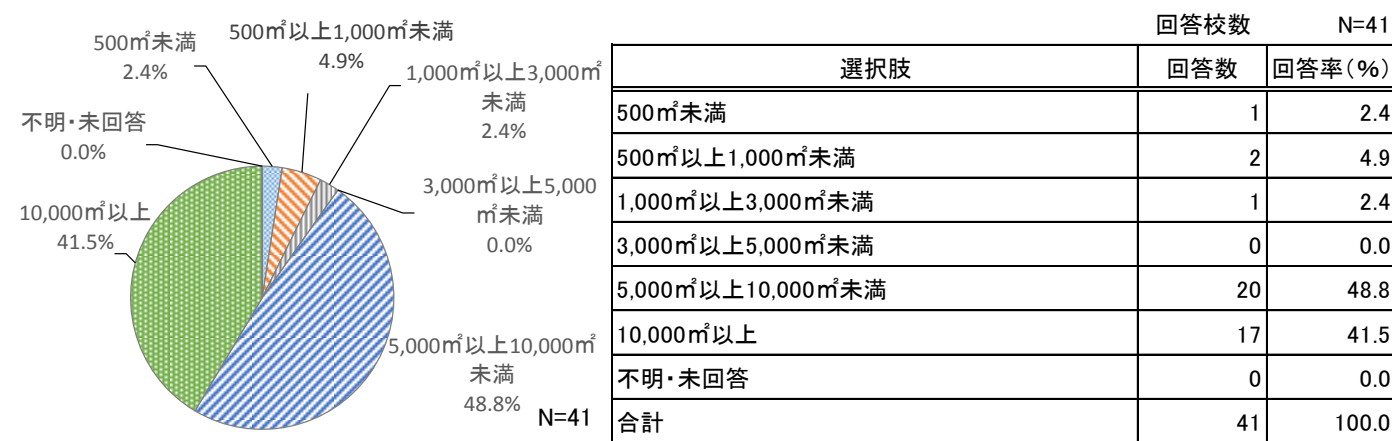 500㎡未満
2.4%
500㎡以上1,000㎡未満
4.9%
1,000㎡以上3,000㎡
未満
2.4%
不明・未回答
0.0%
3,000㎡以上5,000
㎡未満
0.0%
10,000㎡以上
41.5%
5,000㎡以上10,000㎡
未満
48.8%
N=41
回答校数 N=41
選択肢 回答数 回答率(%)
500㎡未満 1 2.4
500㎡以上1,000㎡未満 2 4.9
1,000㎡以上3,000㎡未満 1 2.4
3,000㎡以上5,000㎡未満 0 0.0
5,000㎡以上10,000㎡未満 20 48.8
10,000㎡以上 17 41.5
不明・未回答 0 0.0
合計 41 100.0